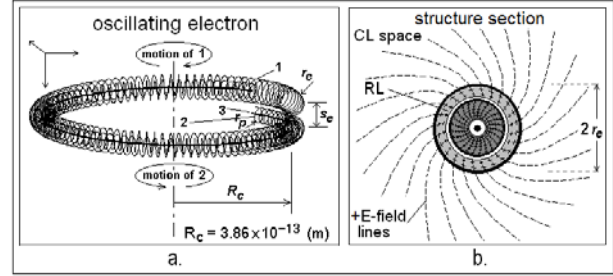 oscillating electron
motion of 1
1
r_e
3
2
r_p
s_e
motion of 2
R_c
R_c = 3.86 x 10^-13 (m)
a.
structure section
CL space
RL
2 r_e
+E-field
lines
b.